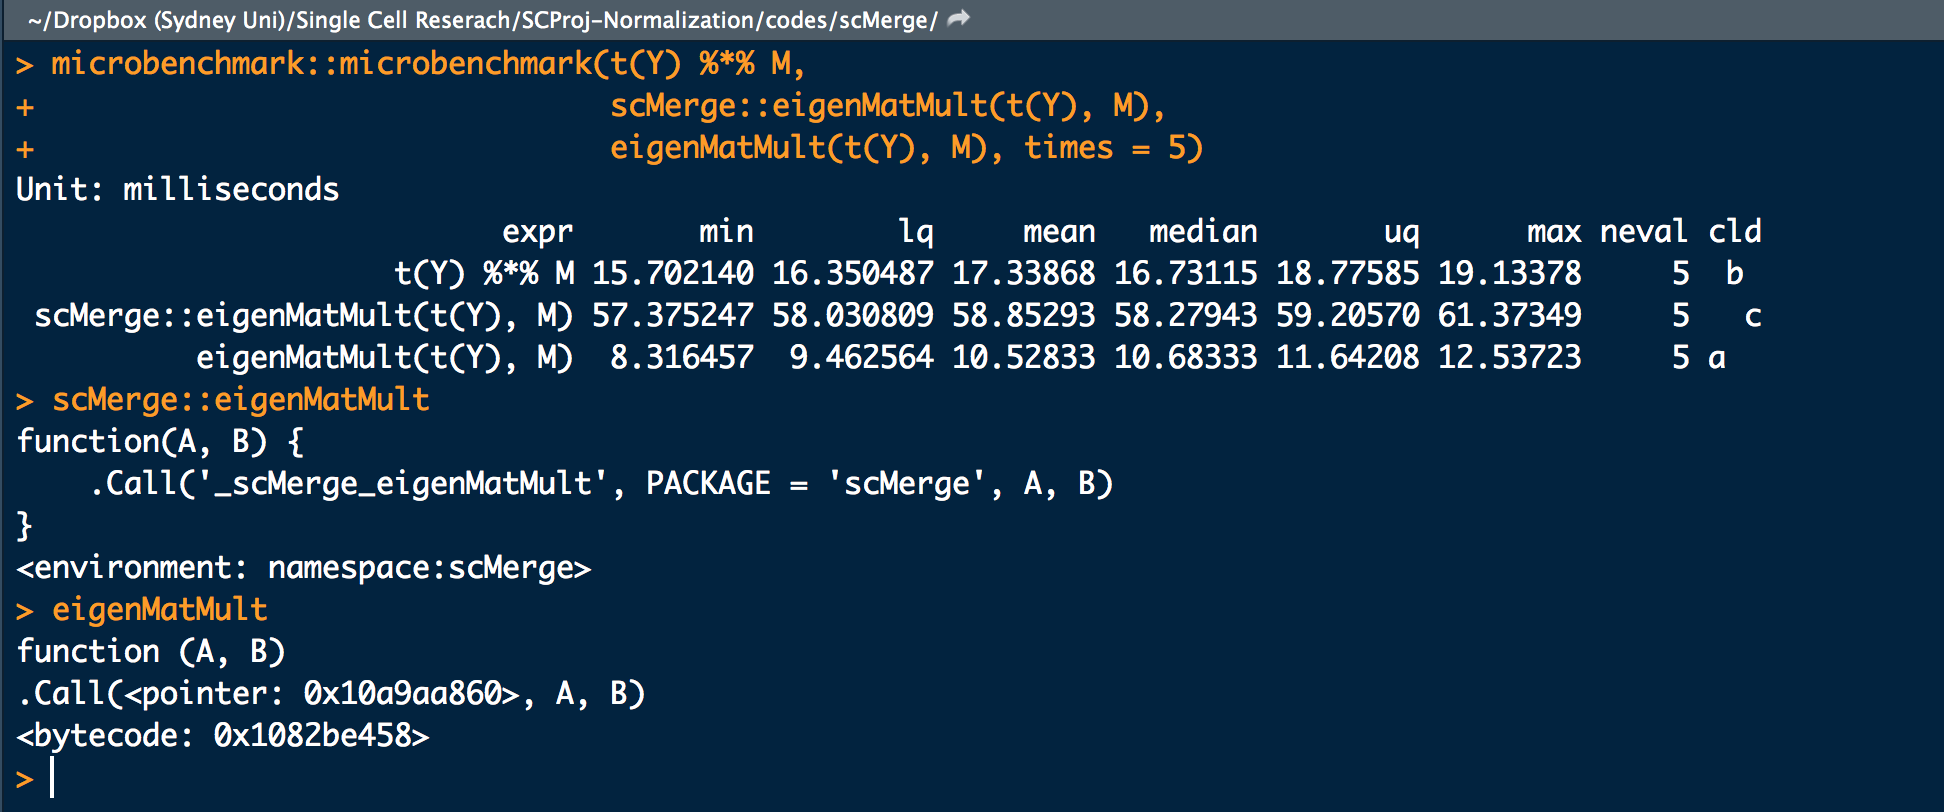 ~/Dropbox (Sydney Uni)/Single Cell Reserach/SCProj-Normalization/codes/scMerge/
> microbenchmark::microbenchmark(t(Y) %*% M,
+                                scMerge::eigenMatMult(t(Y), M),
+                                eigenMatMult(t(Y), M), times = 5)
Unit: milliseconds
                           expr       min        lq     mean   median       uq      max neval cld
                     t(Y) %*% M 15.702140 16.350487 17.33868 16.73115 18.77585 19.13378     5  b
 scMerge::eigenMatMult(t(Y), M) 57.375247 58.030809 58.85293 58.27943 59.20570 61.37349     5   c
          eigenMatMult(t(Y), M)  8.316457  9.462564 10.52833 10.68333 11.64208 12.53723     5 a
> scMerge::eigenMatMult
function(A, B) {
    .Call('_scMerge_eigenMatMult', PACKAGE = 'scMerge', A, B)
}
<environment: namespace:scMerge>
> eigenMatMult
function (A, B)
.Call(<pointer: 0x10a9aa860>, A, B)
<bytecode: 0x1082be458>
>